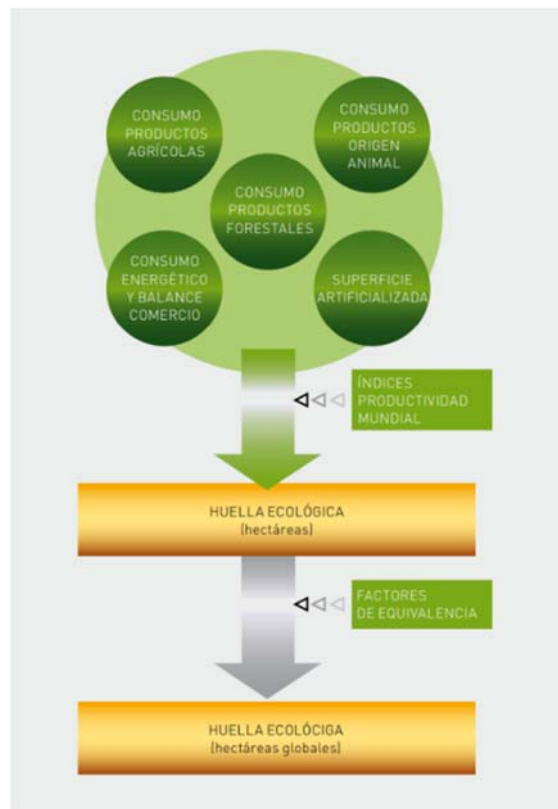 CONSUMO
PRODUCTOS
AGRÍCOLAS
CONSUMO
PRODUCTOS
ORIGEN
ANIMAL
CONSUMO
PRODUCTOS
FORESTALES
CONSUMO
ENERGÉTICO
Y BALANCE
COMERCIO
SUPERFICIE
ARTIFICIALIZADA
ÍNDICES
PRODUCTIVIDAD
MUNDIAL
HUELLA ECOLÓGICA
(hectáreas)
FACTORES
DE EQUIVALENCIA
HUELLA ECOLÓCIGA
(hectáreas globales)